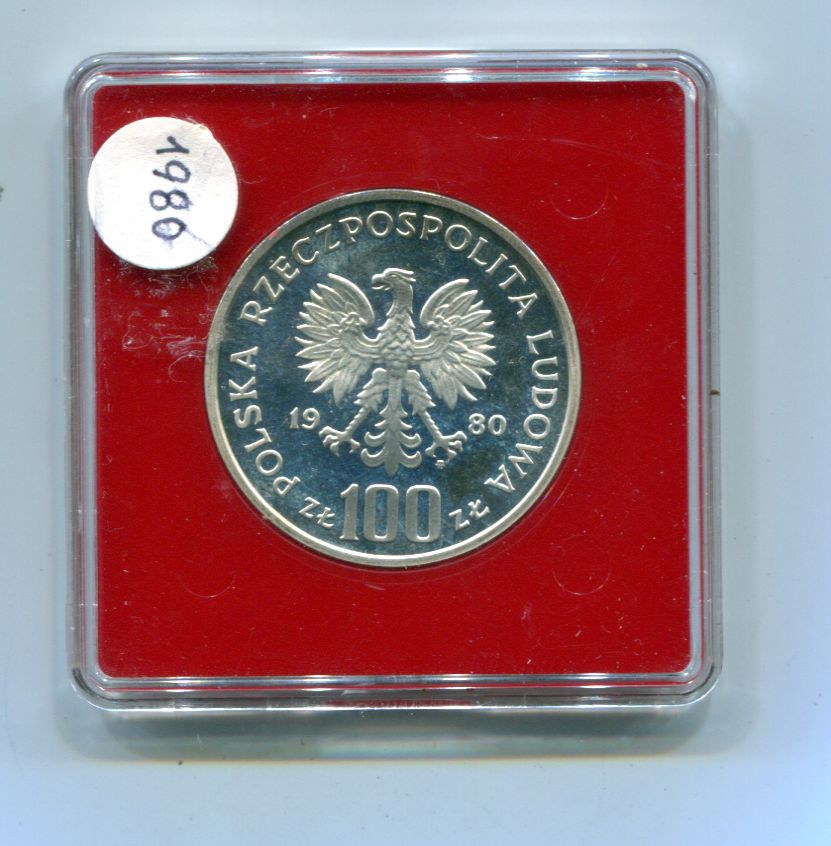 1980
POLSKA RZECZPOSPOLITA LUDOWA
19 80
ZŁ 100 ZŁ